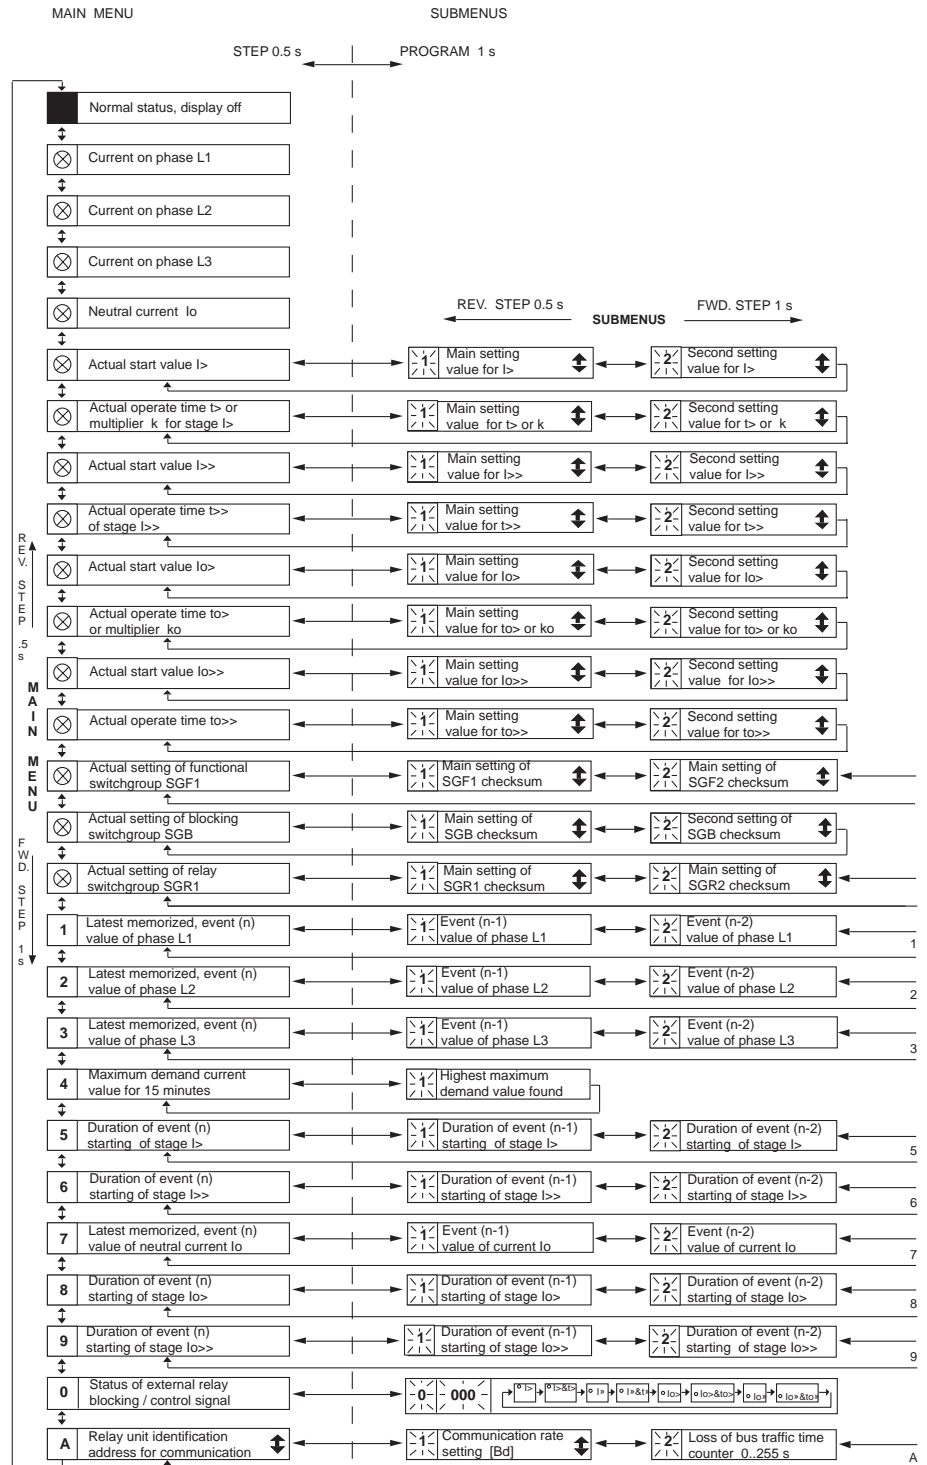 MAIN MENU SUBMENUS
STEP 0.5 s PROGRAM 1 s
Normal status, display off
Current on phase L1
Current on phase L2
Current on phase L3
Neutral current Io
REV. STEP 0.5 s SUBMENUS FWD. STEP 1 s
Actual start value I> 1 Main setting value for I> 2 Second setting value for I>
Actual operate time t> or multiplier k for stage I> 1 Main setting value for t> or k 2 Second setting value for t> or k
Actual start value I>> 1 Main setting value for I>> 2 Second setting value for I>>
Actual operate time t>> of stage I>> 1 Main setting value for t>> 2 Second setting value for t>>
Actual start value Io> 1 Main setting value for Io> 2 Second setting value for Io>
Actual operate time to> or multiplier ko 1 Main setting value for to> or ko 2 Second setting value for to> or ko
Actual start value Io>> 1 Main setting value for Io>> 2 Second setting value for Io>>
Actual operate time to>> 1 Main setting value for to>> 2 Second setting value for to>>
Actual setting of functional switchgroup SGF1 1 Main setting of SGF1 checksum 2 Main setting of SGF2 checksum
Actual setting of blocking switchgroup SGB 1 Main setting of SGB checksum 2 Second setting of SGB checksum
Actual setting of relay switchgroup SGR1 1 Main setting of SGR1 checksum 2 Main setting of SGR2 checksum
REV. STEP .5 s
MAIN MENU
FWD. STEP 1 s
1 Latest memorized, event (n) value of phase L1 1 Event (n-1) value of phase L1 2 Event (n-2) value of phase L1 1
2 Latest memorized, event (n) value of phase L2 1 Event (n-1) value of phase L2 2 Event (n-2) value of phase L2 2
3 Latest memorized, event (n) value of phase L3 1 Event (n-1) value of phase L3 2 Event (n-2) value of phase L3 3
4 Maximum demand current value for 15 minutes 1 Highest maximum demand value found
5 Duration of event (n) starting of stage I> 1 Duration of event (n-1) starting of stage I> 2 Duration of event (n-2) starting of stage I> 5
6 Duration of event (n) starting of stage I>> 1 Duration of event (n-1) starting of stage I>> 2 Duration of event (n-2) starting of stage I>> 6
7 Latest memorized, event (n) value of neutral current Io 1 Event (n-1) value of current Io 2 Event (n-2) value of current Io 7
8 Duration of event (n) starting of stage Io> 1 Duration of event (n-1) starting of stage Io> 2 Duration of event (n-2) starting of stage Io> 8
9 Duration of event (n) starting of stage Io>> 1 Duration of event (n-1) starting of stage Io>> 2 Duration of event (n-2) starting of stage Io>> 9
0 Status of external relay blocking / control signal 0 000 I> I>&t> I» I»&t» Io> Io>&to> Io» Io»&to»
A Relay unit identification address for communication 1 Communication rate setting [Bd] 2 Loss of bus traffic time counter 0..255 s A